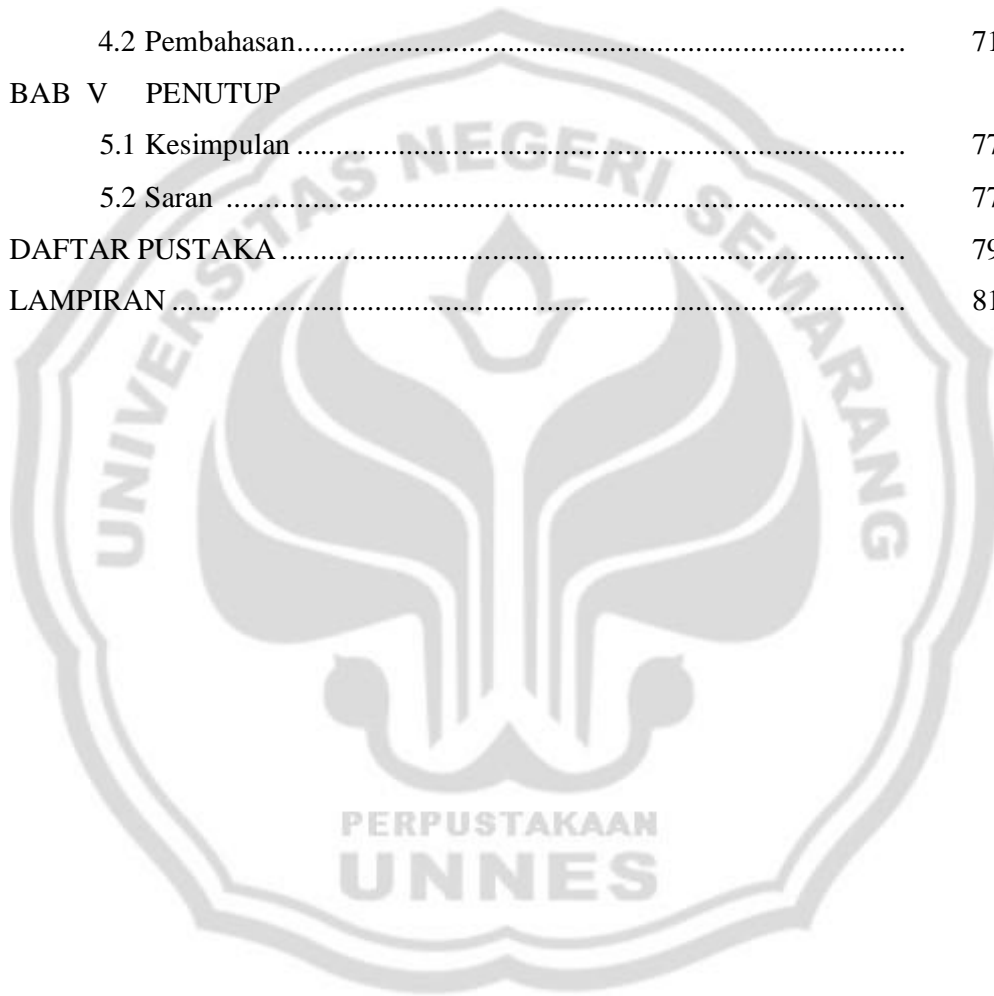 4.2 Pembahasan................................................................................. 71
BAB V PENUTUP
5.1 Kesimpulan ................................................................................. 77
5.2 Saran ................................................................................. 77
DAFTAR PUSTAKA ................................................................................. 79
LAMPIRAN ................................................................................. 81
UNIVERSITAS NEGERI SEMARANG
PERPUSTAKAAN
UNNES